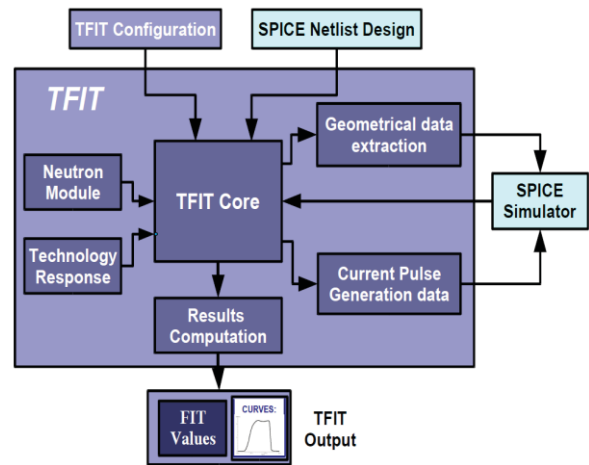 TFIT Configuration
SPICE Netlist Design
TFIT
Geometrical data
extraction
Neutron
Module
TFIT Core
SPICE
Simulator
Technology
Response
Current Pulse
Generation data
Results
Computation
FIT
Values
CURVES:
TFIT
Output